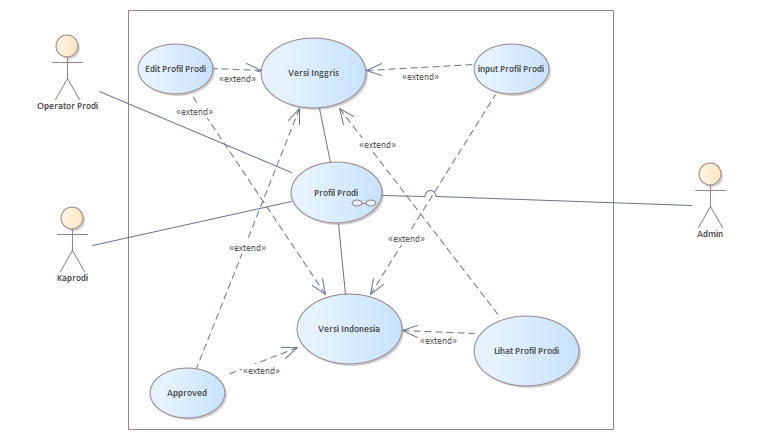 Edit Profil Prodi
Versi Inggris
input Profil Prodi
«extend»
«extend»
Operator Prodi
«extend»
«extend»
Profil Prodi
Admin
«extend»
«extend»
Kaprodi
Versi Indonesia
«extend»
Lihat Profil Prodi
«extend»
Approved